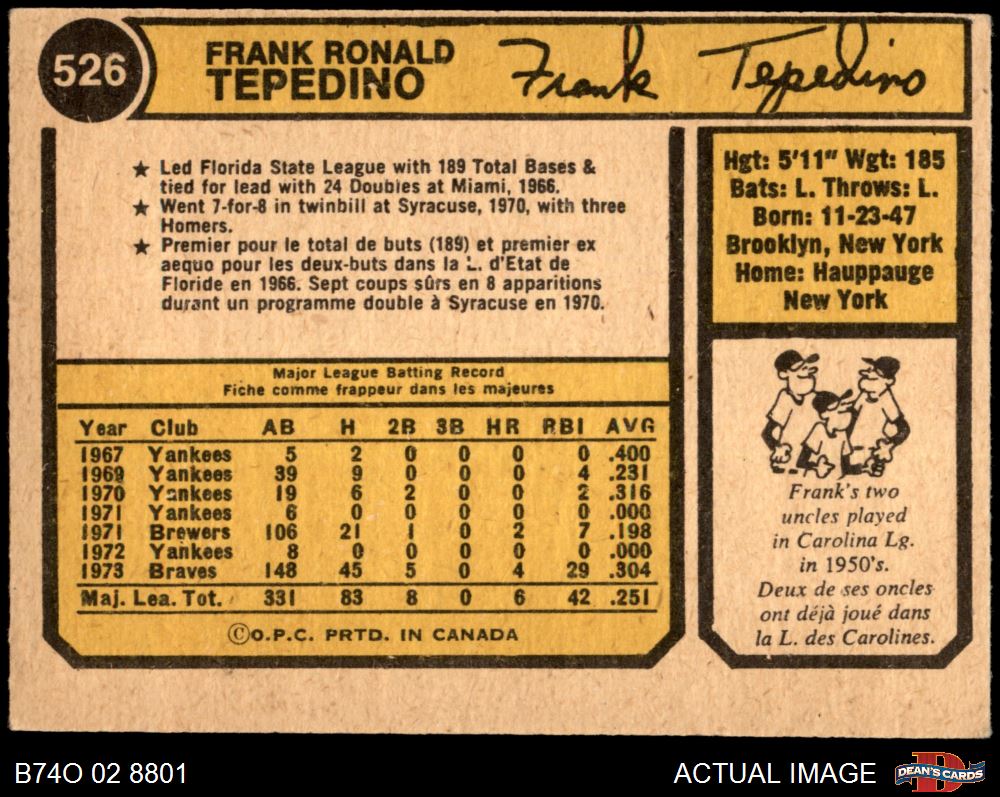 526
FRANK RONALD
TEPEDINO
Frank Tepedino
★ Led Florida State League with 189 Total Bases &
tied for lead with 24 Doubles at Miami, 1966.
★ Went 7-for-8 in twinbill at Syracuse, 1970, with three
Homers.
★ Premier pour le total de buts (189) et premier ex
aequo pour les deux-buts dans la L. d'Etat de
Floride en 1966. Sept coups sûrs en 8 apparitions
durant un programme double à Syracuse en 1970.
Hgt: 5'11" Wgt: 185
Bats: L. Throws: L.
Born: 11-23-47
Brooklyn, New York
Home: Hauppauge
New York
Major League Batting Record
Fiche comme frappeur dans les majeures
Year Club AB H 2B 3B HR RBI AVG
1967 Yankees 5 2 0 0 0 0 .400
1969 Yankees 39 9 0 0 0 4 .231
1970 Yankees 19 6 2 0 0 2 .316
1971 Yankees 6 0 0 0 0 0 .000
1971 Brewers 106 21 1 0 2 7 .198
1972 Yankees 8 0 0 0 0 0 .000
1973 Braves 148 45 5 0 4 29 .304
Maj. Lea. Tot. 331 83 8 0 6 42 .251
©O.P.C. PRTD. IN CANADA
Frank's two
uncles played
in Carolina Lg.
in 1950's.
Deux de ses oncles
ont déjà joué dans
la L. des Carolines.
B74O 02 8801
ACTUAL IMAGE
D
DEAN'S CARDS